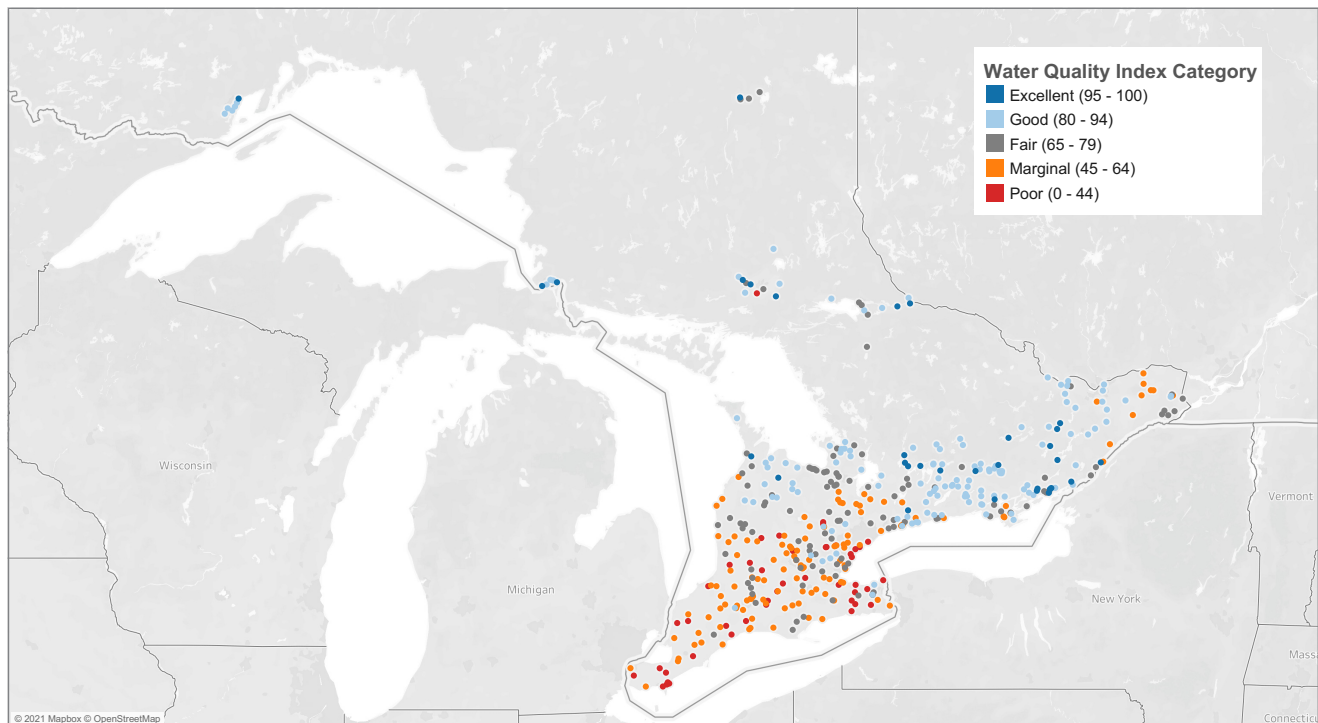 Water Quality Index Category
Excellent (95 - 100)
Good (80 - 94)
Fair (65 - 79)
Marginal (45 - 64)
Poor (0 - 44)
Wisconsin
Michigan
Vermont
New York
Mass
Connecticut
© 2021 Mapbox © OpenStreetMap